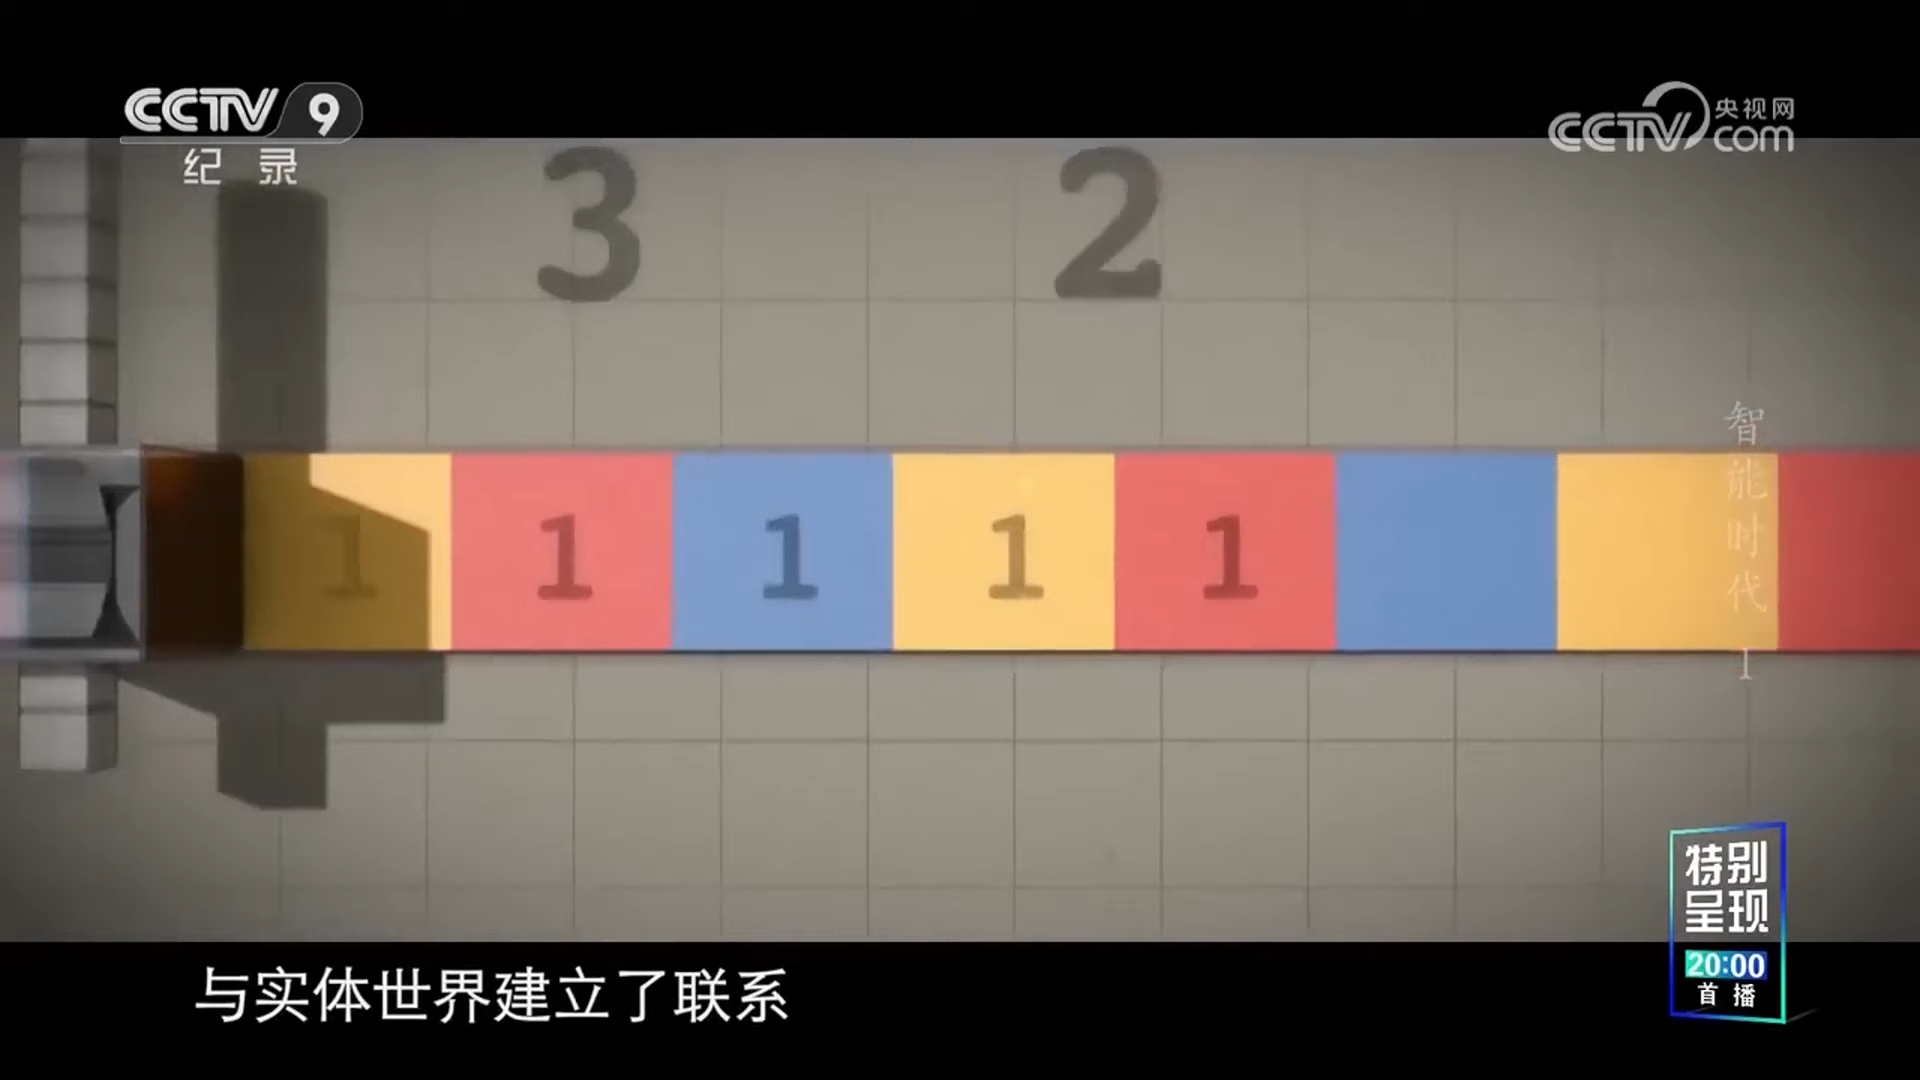 CCTV 9
纪 录
央视网
CCTV.com
3 2
1 1 1 1 1
智能时代 I
特别
呈现
20:00
首 播
与实体世界建立了联系